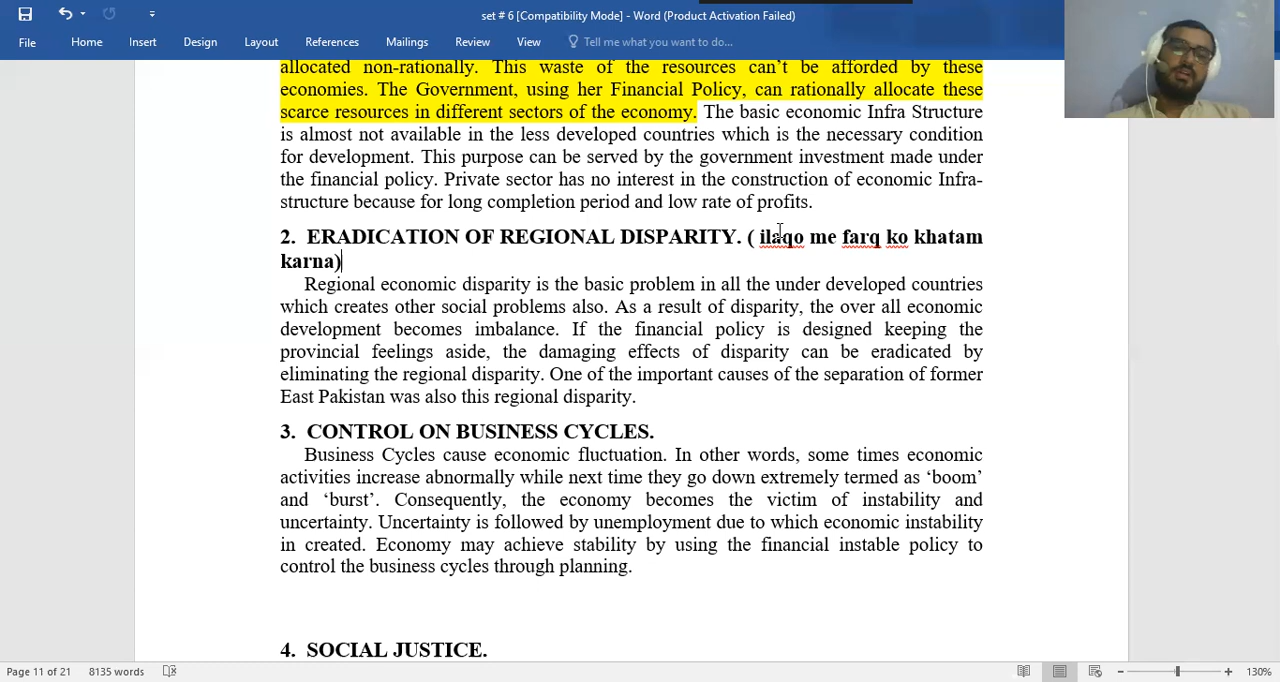 set # 6 [Compatibility Mode] - Word (Product Activation Failed)
File Home Insert Design Layout References Mailings Review View Tell me what you want to do...
allocated non-rationally. This waste of the resources can't be afforded by these
economies. The Government, using her Financial Policy, can rationally allocate these
scarce resources in different sectors of the economy. The basic economic Infra Structure
is almost not available in the less developed countries which is the necessary condition
for development. This purpose can be served by the government investment made under
the financial policy. Private sector has no interest in the construction of economic Infra-
structure because for long completion period and low rate of profits.
2. ERADICATION OF REGIONAL DISPARITY. ( ilaqo me farq ko khatam
karna)
Regional economic disparity is the basic problem in all the under developed countries
which creates other social problems also. As a result of disparity, the over all economic
development becomes imbalance. If the financial policy is designed keeping the
provincial feelings aside, the damaging effects of disparity can be eradicated by
eliminating the regional disparity. One of the important causes of the separation of former
East Pakistan was also this regional disparity.
3. CONTROL ON BUSINESS CYCLES.
Business Cycles cause economic fluctuation. In other words, some times economic
activities increase abnormally while next time they go down extremely termed as ‘boom’
and ‘burst’. Consequently, the economy becomes the victim of instability and
uncertainty. Uncertainty is followed by unemployment due to which economic instability
in created. Economy may achieve stability by using the financial instable policy to
control the business cycles through planning.
4. SOCIAL JUSTICE.
Page 11 of 21 8135 words 130%